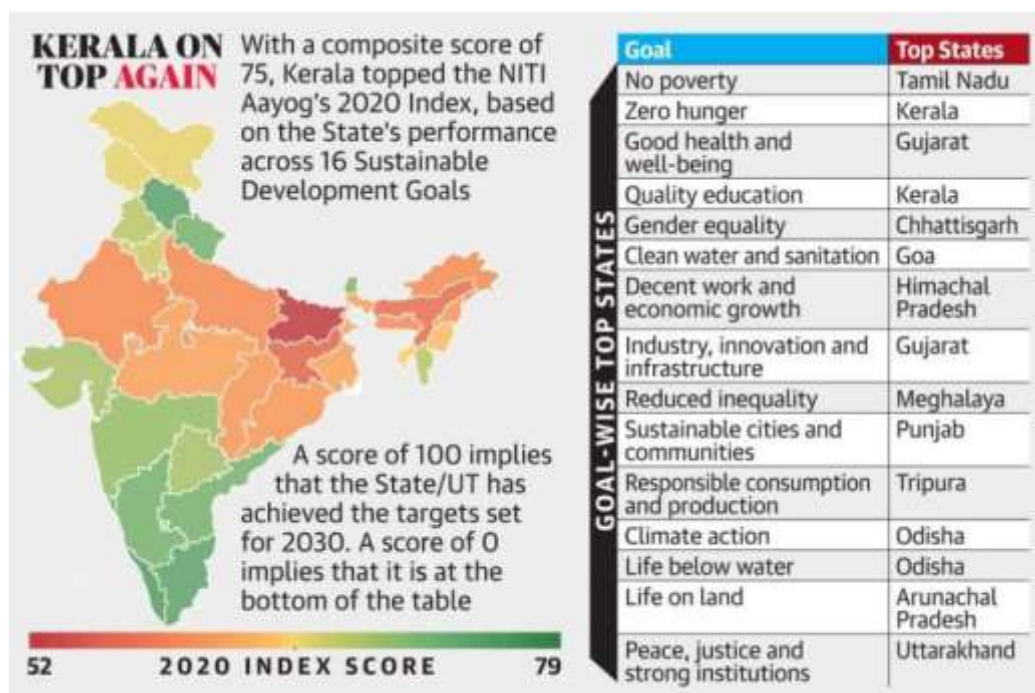 KERALA ON
TOP AGAIN
With a composite score of
75, Kerala topped the NITI
Aayog's 2020 Index, based
on the State's performance
across 16 Sustainable
Development Goals
A score of 100 implies
that the State/UT has
achieved the targets set
for 2030. A score of 0
implies that it is at the
bottom of the table
52 2020 INDEX SCORE 79
GOAL-WISE TOP STATES
Goal Top States
No poverty Tamil Nadu
Zero hunger Kerala
Good health and Gujarat
well-being
Quality education Kerala
Gender equality Chhattisgarh
Clean water and sanitation Goa
Decent work and Himachal
economic growth Pradesh
Industry, innovation and Gujarat
infrastructure
Reduced inequality Meghalaya
Sustainable cities and Punjab
communities
Responsible consumption Tripura
and production
Climate action Odisha
Life below water Odisha
Life on land Arunachal
Pradesh
Peace, justice and Uttarakhand
strong institutions